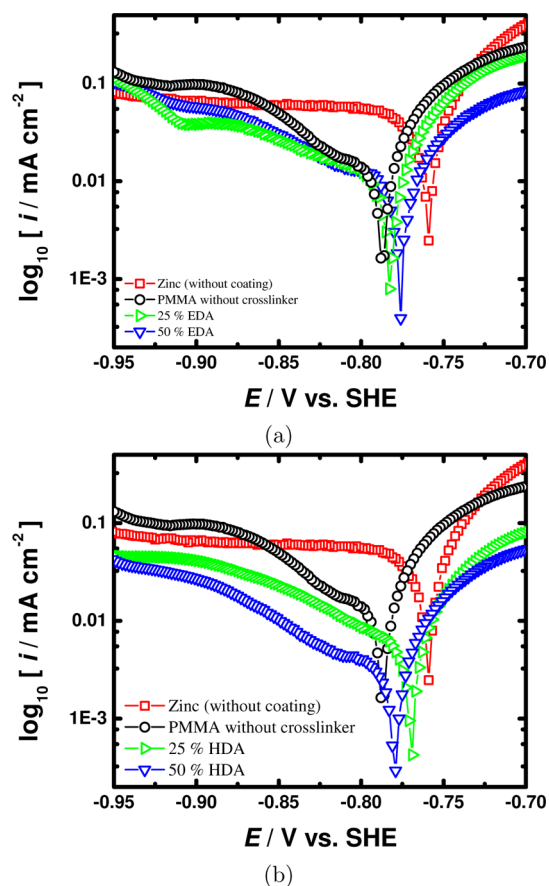 log10 [ i / mA cm-2 ]
0.1
0.01
1E-3
Zinc (without coating)
PMMA without crosslinker
25 % EDA
50 % EDA
-0.95 -0.90 -0.85 -0.80 -0.75 -0.70
E / V vs. SHE
(a)
log10 [ i / mA cm-2 ]
0.1
0.01
1E-3
Zinc (without coating)
PMMA without crosslinker
25 % HDA
50 % HDA
-0.95 -0.90 -0.85 -0.80 -0.75 -0.70
E / V vs. SHE
(b)